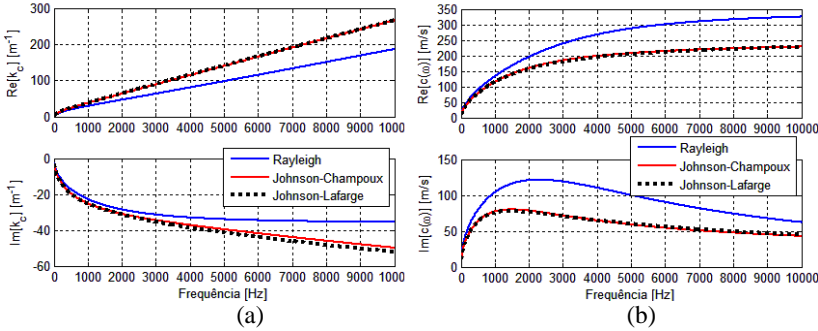 (a)
(b)
Re[k_c] [m⁻¹]
300
200
100
0
0 1000 2000 3000 4000 5000 6000 7000 8000 9000 1000
Im[k_c] [m⁻¹]
0
-20
-40
-60
Rayleigh
Johnson-Champoux
Johnson-Lafarge
0 1000 2000 3000 4000 5000 6000 7000 8000 9000 1000
Frequência [Hz]
(a)
Re[c(ω)] [m/s]
350
300
250
200
150
100
50
0
0 1000 2000 3000 4000 5000 6000 7000 8000 9000 10000
Im[c(ω)] [m/s]
150
100
50
0
Rayleigh
Johnson-Champoux
Johnson-Lafarge
0 1000 2000 3000 4000 5000 6000 7000 8000 9000 10000
Frequência [Hz]
(b)